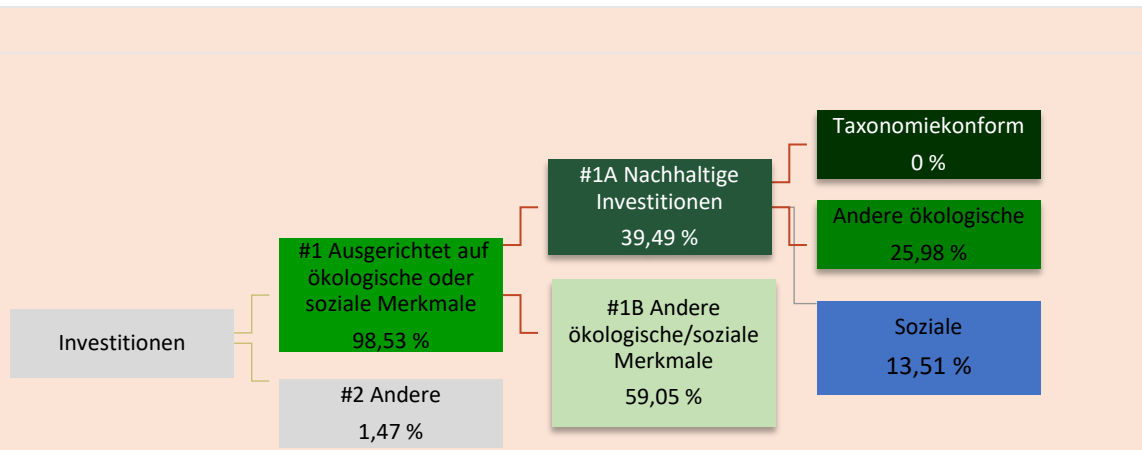 Investitionen
#1 Ausgerichtet auf
ökologische oder
soziale Merkmale
98,53 %
#2 Andere
1,47 %
#1A Nachhaltige
Investitionen
39,49 %
#1B Andere
ökologische/soziale
Merkmale
59,05 %
Taxonomiekonform
0 %
Andere ökologische
25,98 %
Soziale
13,51 %